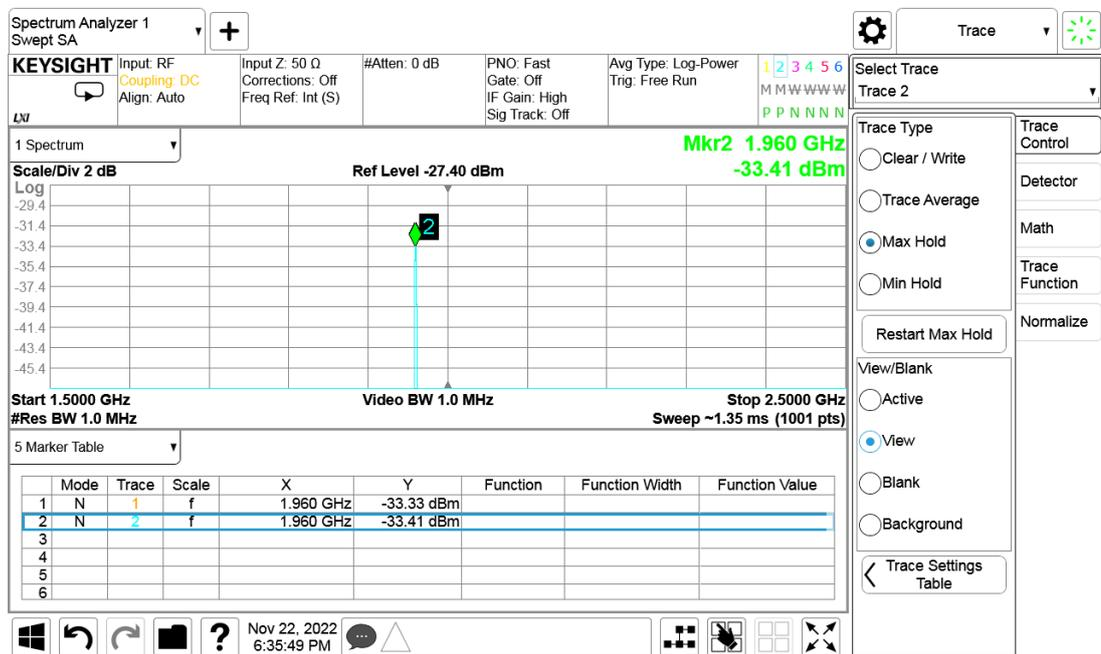 Spectrum Analyzer 1
Swept SA
+
Trace
KEYSIGHT
LXI
Input: RF
Coupling: DC
Align: Auto
Input Z: 50 Ω
Corrections: Off
Freq Ref: Int (S)
#Atten: 0 dB
PNO: Fast
Gate: Off
IF Gain: High
Sig Track: Off
Avg Type: Log-Power
Trig: Free Run
1 2 3 4 5 6
M M W W W W
P P N N N N
Select Trace
Trace 2
1 Spectrum
Scale/Div 2 dB
Ref Level -27.40 dBm
Mkr2 1.960 GHz
-33.41 dBm
Log
-29.4
-31.4
-33.4
-35.4
-37.4
-39.4
-41.4
-43.4
-45.4
2
Start 1.5000 GHz
Video BW 1.0 MHz
Stop 2.5000 GHz
#Res BW 1.0 MHz
Sweep ~1.35 ms (1001 pts)
5 Marker Table
Mode Trace Scale X Y Function Function Width Function Value
1 N 1 f 1.960 GHz -33.33 dBm
2 N 2 f 1.960 GHz -33.41 dBm
3
4
5
6
Trace Type
Clear / Write
Trace Average
Max Hold
Min Hold
Restart Max Hold
View/Blank
Active
View
Blank
Background
Trace Settings
Table
Trace
Control
Detector
Math
Trace
Function
Normalize
?
Nov 22, 2022
6:35:49 PM